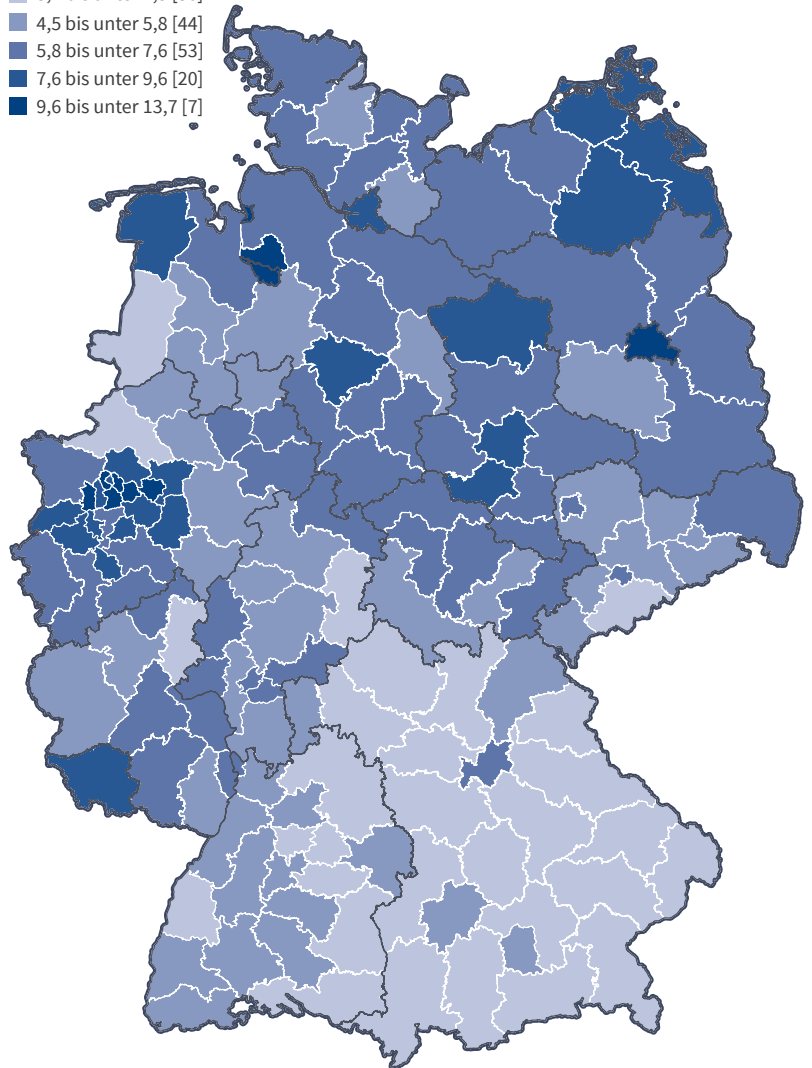 4,5 bis unter 5,8 [44]
5,8 bis unter 7,6 [53]
7,6 bis unter 9,6 [20]
9,6 bis unter 13,7 [7]